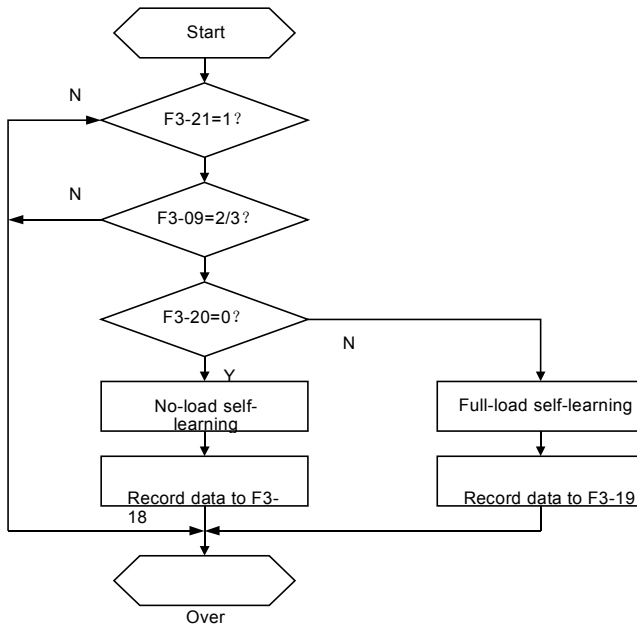 Start
N
F3-21=1?
N
F3-09=2/3?
F3-20=0?
N
Y
No-load self-
learning
Full-load self-learning
Record data to F3-
18
Record data to F3-19
Over